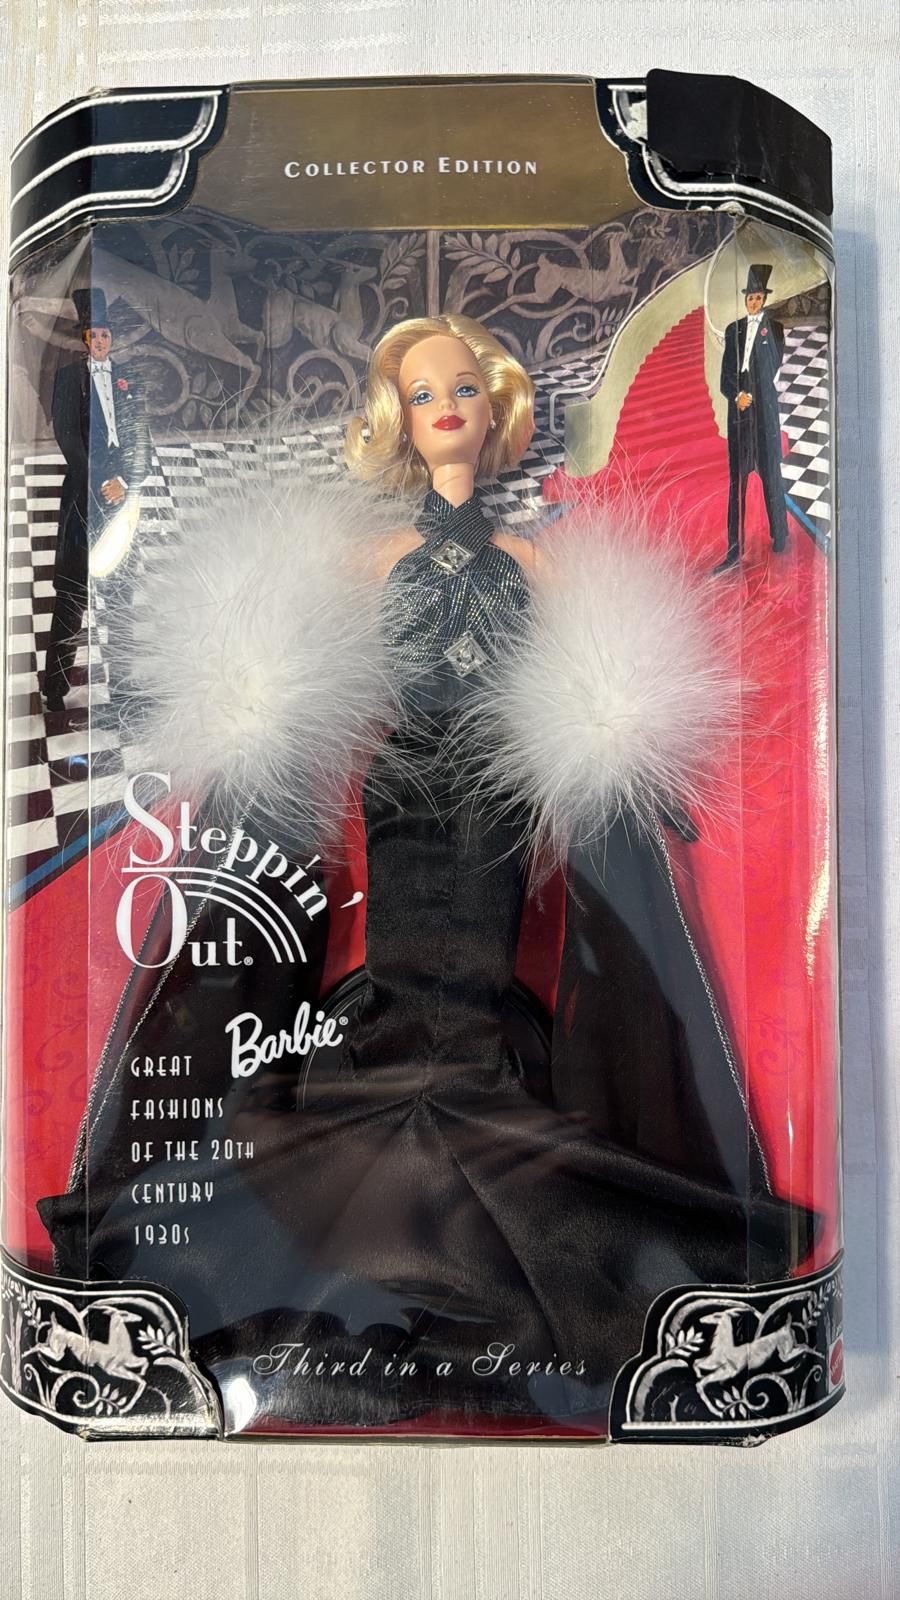 COLLECTOR EDITION
Steppin'
Out®
Barbie®
GREAT
FASHIONS
OF THE 20TH
CENTURY
1930s
Third in a Series